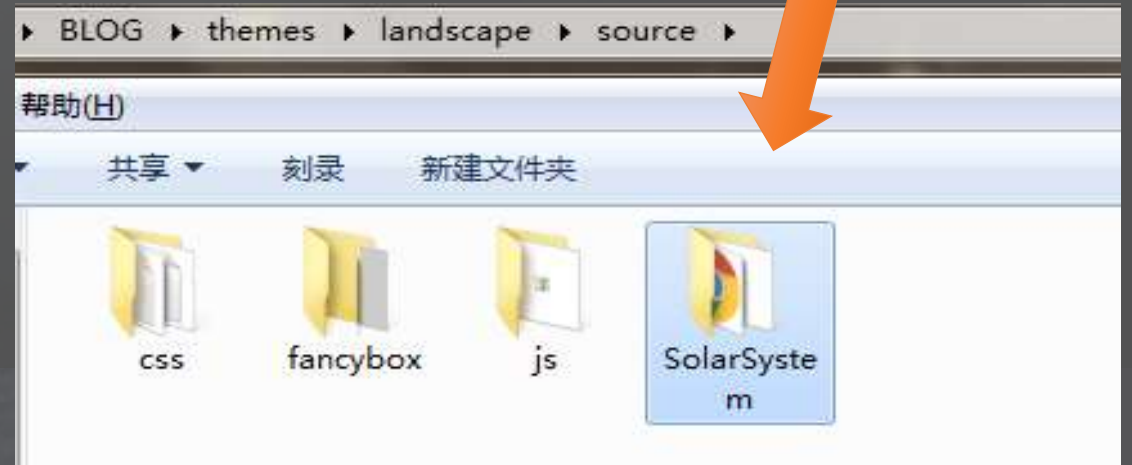 BLOG ▸ themes ▸ landscape ▸ source ▸
帮助(H)
共享 刻录 新建文件夹
css fancybox js SolarSyste
m